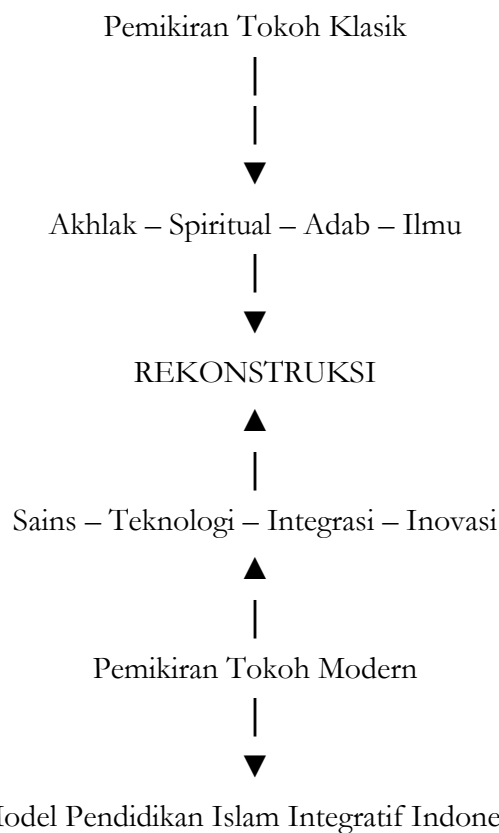 Pemikiran Tokoh Klasik
Akhlak – Spiritual – Adab – Ilmu
REKONSTRUKSI
Sains – Teknologi – Integrasi – Inovasi
Pemikiran Tokoh Modern
Pendidikan Islam Integratif